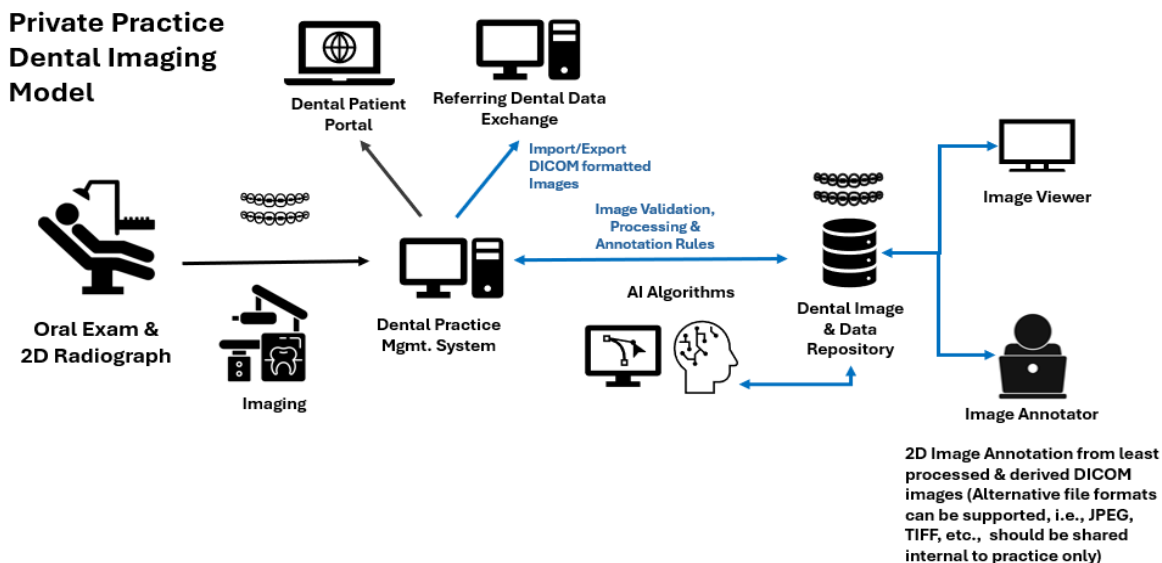 Private Practice
Dental Imaging
Model
Dental Patient
Portal
Referring Dental Data
Exchange
Import/Export
DICOM formatted
Images
Image Validation,
Processing &
Annotation Rules
Image Viewer
Oral Exam &
2D Radiograph
Imaging
Dental Practice
Mgmt. System
AI Algorithms
Dental Image
& Data
Repository
Image Annotator
2D Image Annotation from least
processed & derived DICOM
images (Alternative file formats
can be supported, i.e., JPEG,
TIFF, etc.,  should be shared
internal to practice only)